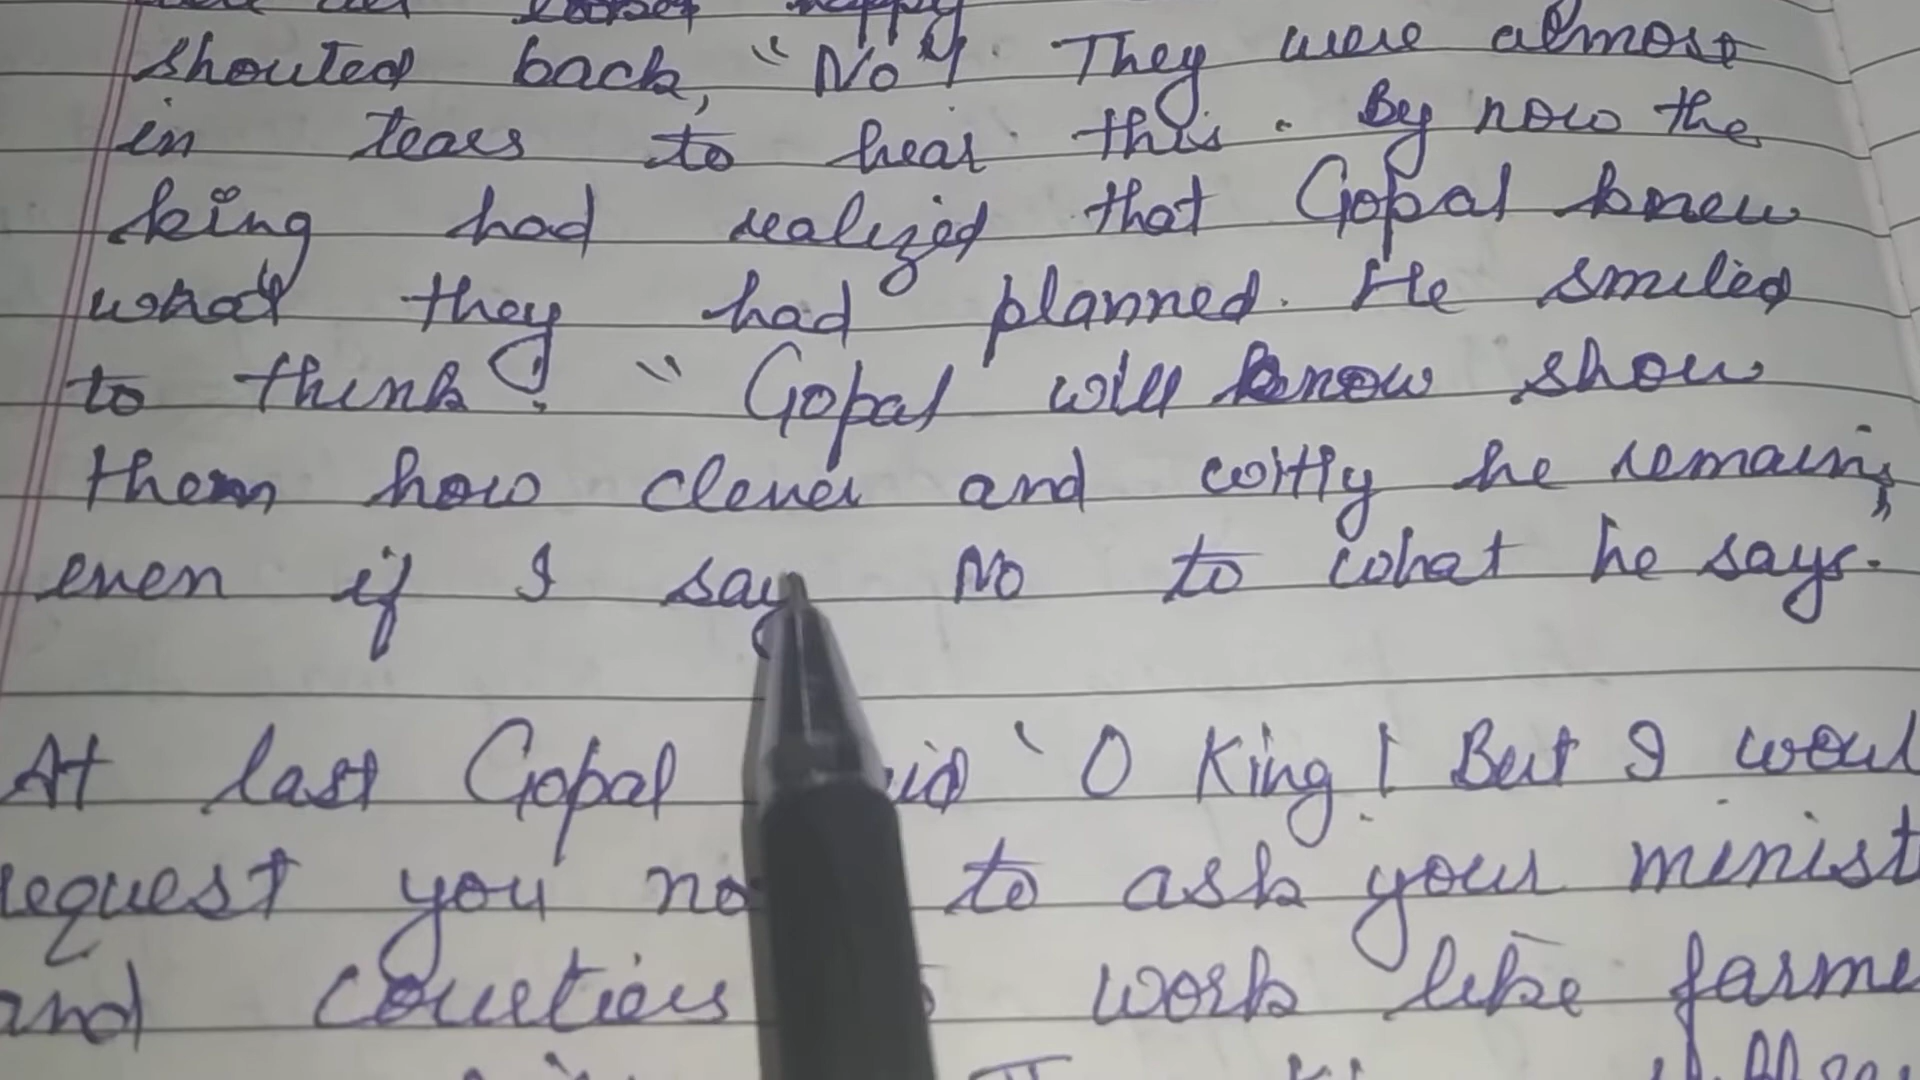 happy
shouted back, "No". They were almost
in tears to hear this. By now the
king had realized that Gopal knew
what they had planned. He smiled
to think. "Gopal will know show
them how clever and witty he remains,
even if I say No to what he says.
At last Gopal 'O King! But I woul
request you to ask your minist
and courtiers work like farme